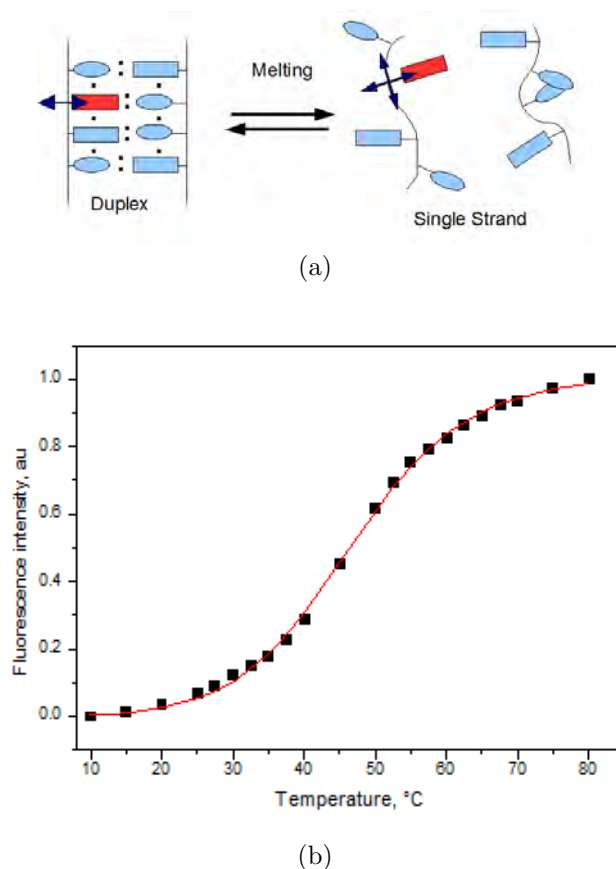 Melting
Duplex
Single Strand
(a)
Fluorescence intensity, au
1.0
0.8
0.6
0.4
0.2
0.0
10 20 30 40 50 60 70 80
Temperature, °C
(b)